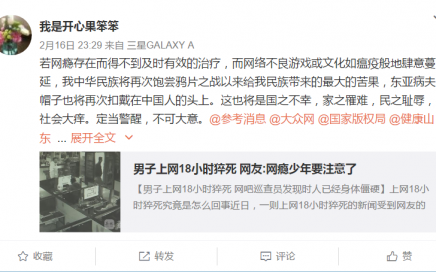 我是开心果笨笨
2月16日 23:29 来自 三星GALAXY A
若网瘾存在而得不到及时有效的治疗，而网络不良游戏或文化如瘟疫般地肆意蔓
延，我中华民族将再次饱尝鸦片之战以来给我民族带来的最大的苦果，东亚病夫
帽子也将再次扣戴在中国人的头上。这也将是国之不幸，家之罹难，民之耻辱，
社会大痒。定当警醒，不可大意。@参考消息 @大众网 @国家版权局 @健康山
东 ... 展开全文
男子上网18小时猝死 网友:网瘾少年要注意了
【男子上网18小时猝死 网吧巡查员发现时人已经身体僵硬】上网18小
时猝死究竟是怎么回事近日，一则上网18小时猝死的新闻受到网友的
收藏
转发
评论
赞